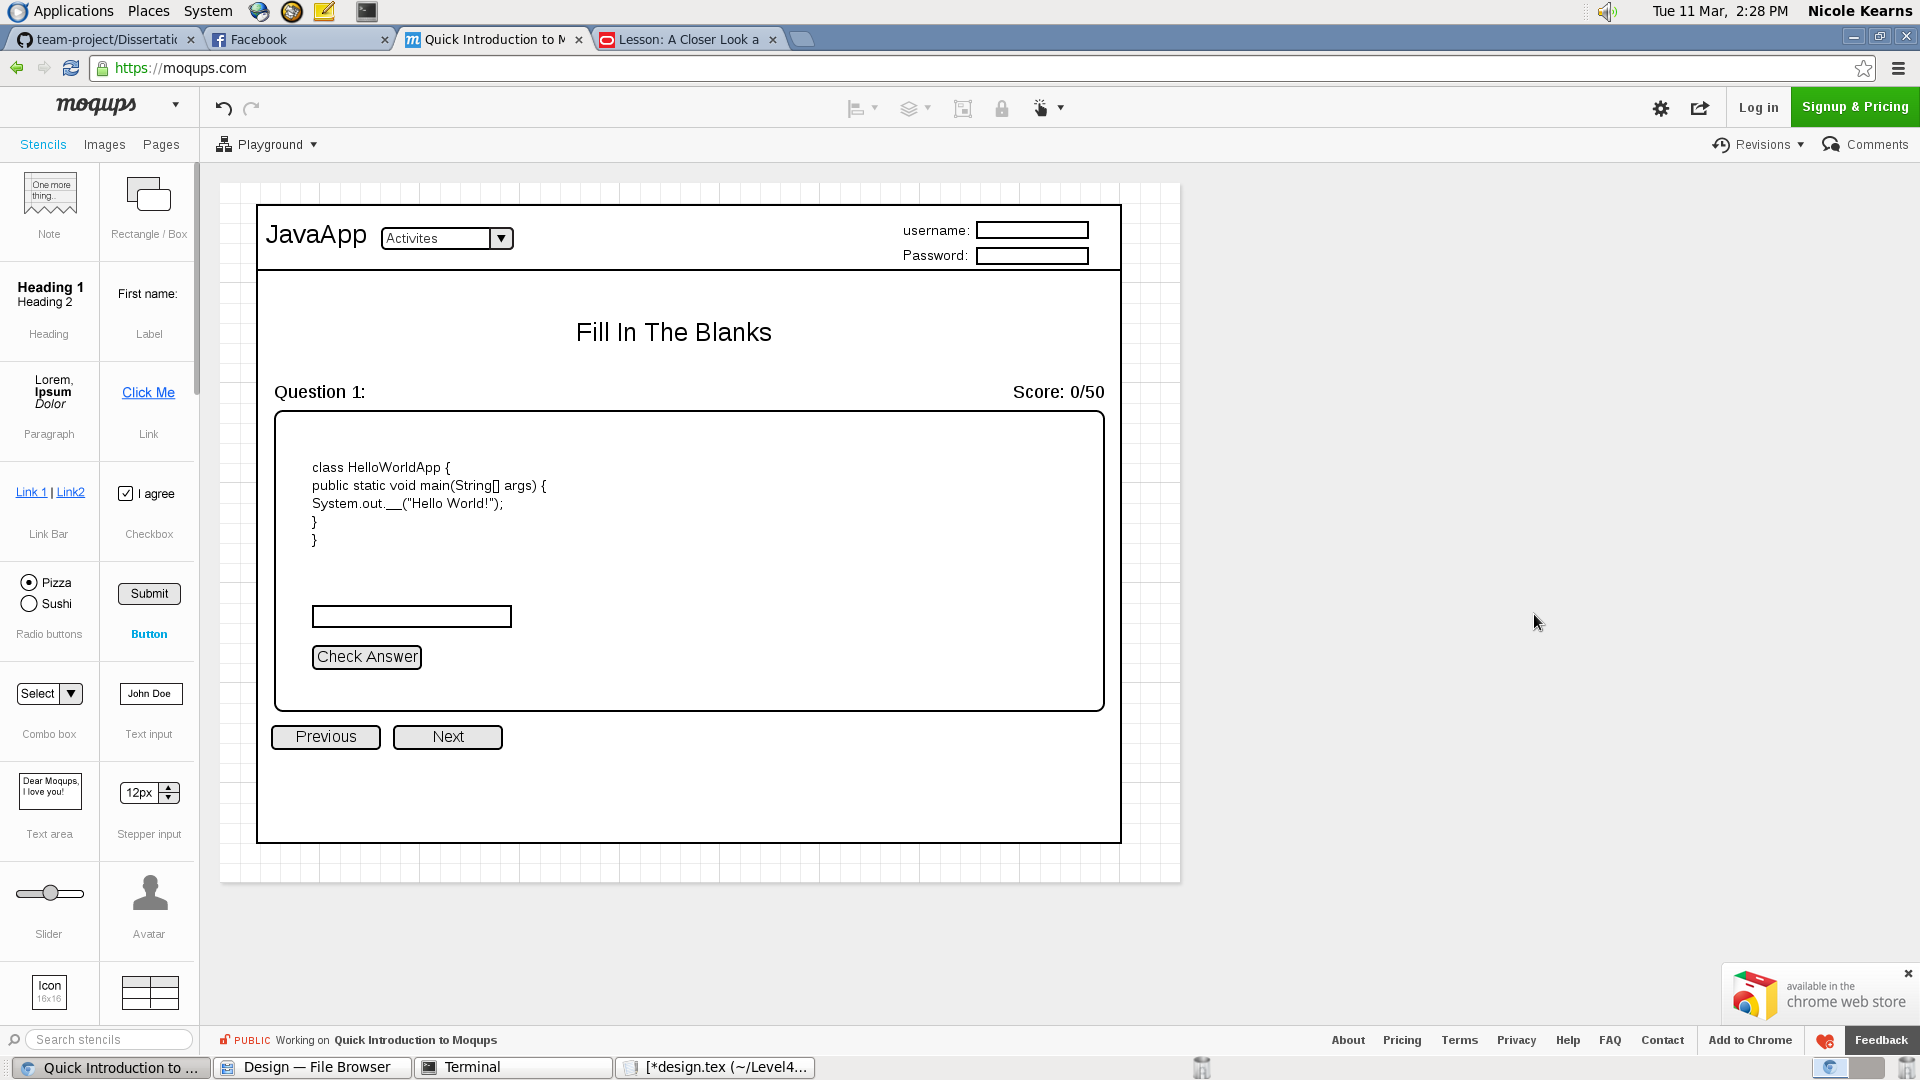 Applications Places System Tue 11 Mar, 2:28 PM Nicole Kearns
team-project/Dissertatic Facebook Quick Introduction to M Lesson: A Closer Look a
https://moqups.com
moqups Log in Signup & Pricing
Stencils Images Pages Playground Revisions Comments
One more
thing..
Note Rectangle / Box
Heading 1
Heading 2
First name:
Heading Label
Lorem,
Ipsum
Dolor
Click Me
Paragraph Link
Link 1 | Link2 I agree
Link Bar Checkbox
Pizza
Sushi
Submit
Radio buttons Button
Select John Doe
Combo box Text input
Dear Moqups,
I love you!
12px
Text area Stepper input
Slider Avatar
Icon
16x16
Search stencils
JavaApp Activites
username:
Password:
Fill In The Blanks
Question 1: Score: 0/50
class HelloWorldApp {
public static void main(String[] args) {
System.out.__("Hello World!");
}
}
Check Answer
Previous Next
available in the
chrome web store
PUBLIC Working on Quick Introduction to Moqups About Pricing Terms Privacy Help FAQ Contact Add to Chrome Feedback
Quick Introduction to ... Design — File Browser Terminal [*design.tex (~/Level4...